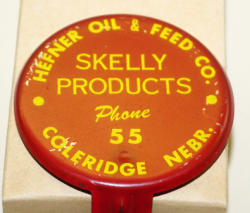 HEFNER OIL & FEED CO.
SKELLY
PRODUCTS
Phone
55
COLERIDGE NEBR.